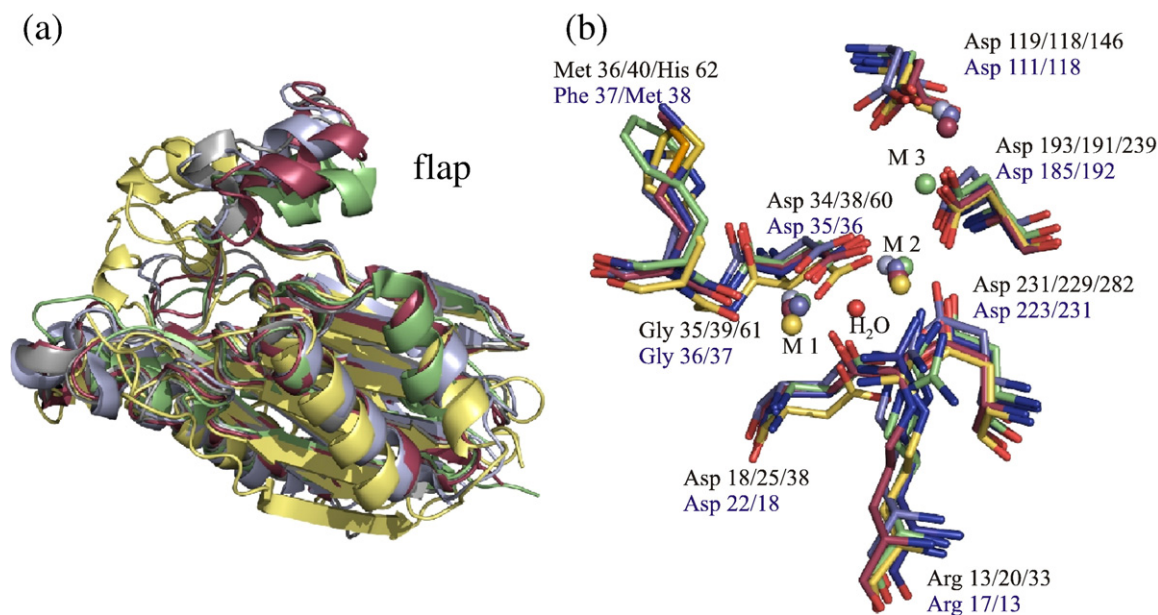 (a)
flap
(b)
Met 36/40/His 62
Phe 37/Met 38
Asp 119/118/146
Asp 111/118
M 3
Asp 193/191/239
Asp 185/192
Asp 34/38/60
Asp 35/36
M 2
Asp 231/229/282
Asp 223/231
H₂O
M 1
Gly 35/39/61
Gly 36/37
Asp 18/25/38
Asp 22/18
Arg 13/20/33
Arg 17/13